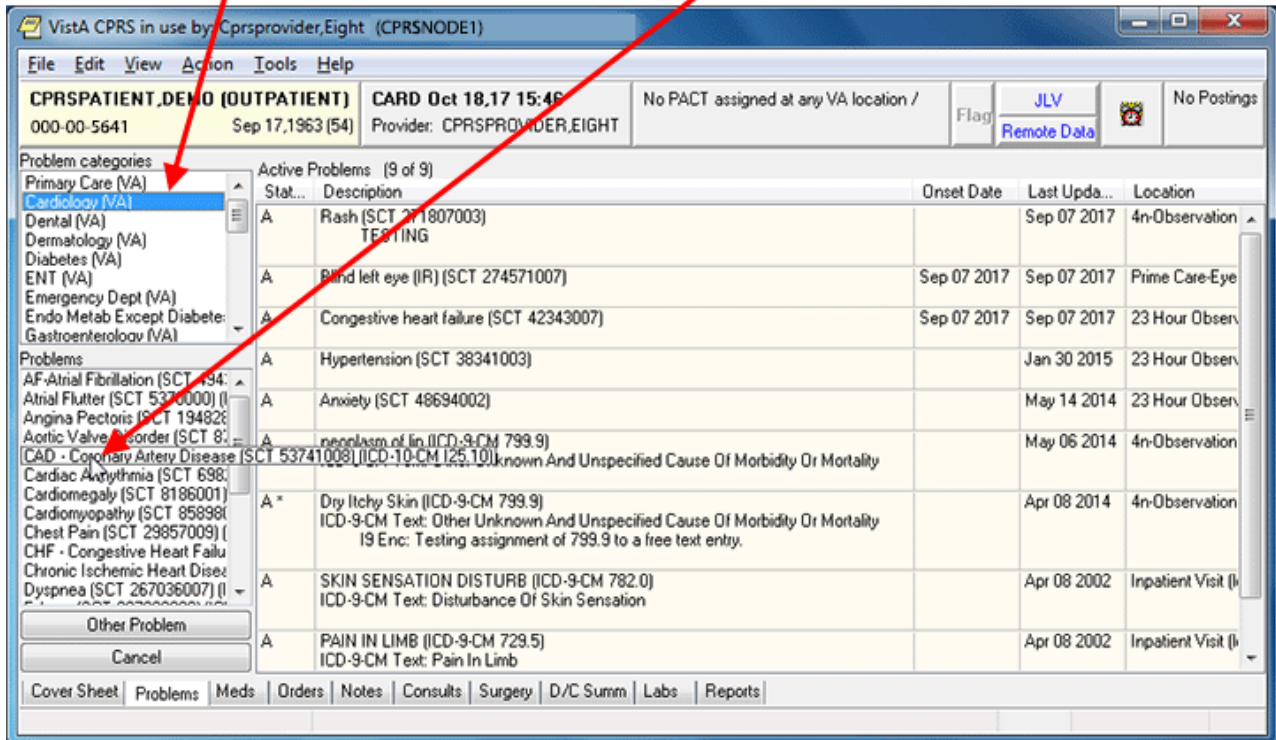 VistA CPRS in use by: Cprsprovider,Eight (CPRSNODE1)
File Edit View Action Tools Help
CPRSPATIENT,DEMO (OUTPATIENT)
000-00-5641 Sep 17,1963 (54)
CARD Oct 18,17 15:46
Provider: CPRSPROVIDER,EIGHT
No PACT assigned at any VA location /
Flag
JLV
Remote Data
No Postings
Problem categories
Primary Care (VA)
Cardiology (VA)
Dental (VA)
Dermatology (VA)
Diabetes (VA)
ENT (VA)
Emergency Dept (VA)
Endo Metab Except Diabete
Gastroenterology (VA)
Problems
AF-Atrial Fibrillation (SCT 494
Atrial Flutter (SCT 5370000) (I
Angina Pectoris (SCT 194828
Aortic Valve Disorder (SCT 8
CAD - Coronary Artery Disease (SCT 53741008) (ICD-10-CM I25.10)
Cardiac Arrhythmia (SCT 698
Cardiomegaly (SCT 8186001)
Cardiomyopathy (SCT 858980
Chest Pain (SCT 29857009) (
CHF - Congestive Heart Failu
Chronic Ischemic Heart Disea
Dyspnea (SCT 267036007) (I
Other Problem
Cancel
Active Problems (9 of 9)
Stat... Description Onset Date Last Upda... Location
A Rash (SCT 271807003) Sep 07 2017 4n-Observation
TESTING
A Blind left eye (IR) (SCT 274571007) Sep 07 2017 Sep 07 2017 Prime Care-Eye
A Congestive heart failure (SCT 42343007) Sep 07 2017 Sep 07 2017 23 Hour Observ
A Hypertension (SCT 38341003) Jan 30 2015 23 Hour Observ
A Anxiety (SCT 48694002) May 14 2014 23 Hour Observ
A neoplasm of lip (ICD-9-CM 799.9) May 06 2014 4n-Observation
Unknown And Unspecified Cause Of Morbidity Or Mortality
A * Dry Itchy Skin (ICD-9-CM 799.9) Apr 08 2014 4n-Observation
ICD-9-CM Text: Other Unknown And Unspecified Cause Of Morbidity Or Mortality
I9 Enc: Testing assignment of 799.9 to a free text entry.
A SKIN SENSATION DISTURB (ICD-9-CM 782.0) Apr 08 2002 Inpatient Visit (I
ICD-9-CM Text: Disturbance Of Skin Sensation
A PAIN IN LIMB (ICD-9-CM 729.5) Apr 08 2002 Inpatient Visit (I
ICD-9-CM Text: Pain In Limb
Cover Sheet Problems Meds Orders Notes Consults Surgery D/C Summ Labs Reports